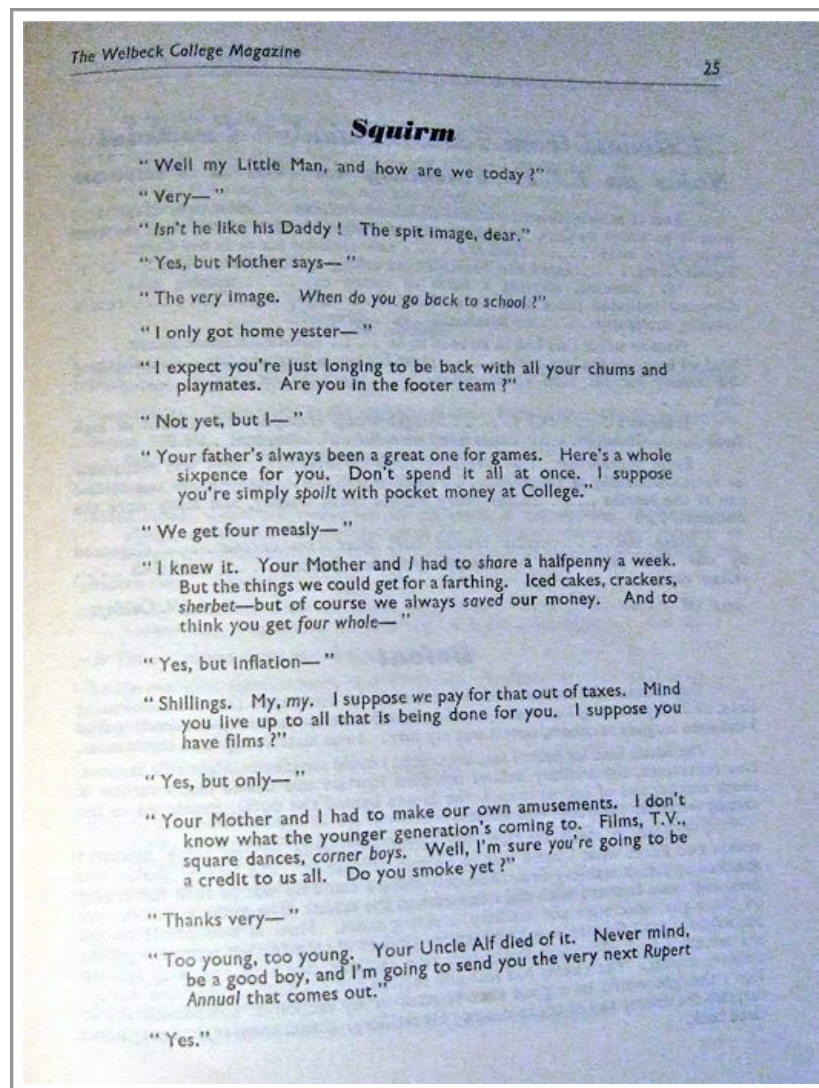 The Welbeck College Magazine
25
Squirm
“ Well my Little Man, and how are we today ?”
“ Very— ”
“ Isn't he like his Daddy ! The spit image, dear.”
“ Yes, but Mother says— ”
“ The very image. When do you go back to school ?”
“ I only got home yester— ”
“ I expect you're just longing to be back with all your chums and
playmates. Are you in the footer team ?”
“ Not yet, but I— ”
“ Your father's always been a great one for games. Here's a whole
sixpence for you. Don't spend it all at once. I suppose
you're simply spoilt with pocket money at College.”
“ We get four measly— ”
“ I knew it. Your Mother and I had to share a halfpenny a week.
But the things we could get for a farthing. Iced cakes, crackers,
sherbet—but of course we always saved our money. And to
think you get four whole— ”
“ Yes, but inflation— ”
“ Shillings. My, my. I suppose we pay for that out of taxes. Mind
you live up to all that is being done for you. I suppose you
have films ?”
“ Yes, but only— ”
“ Your Mother and I had to make our own amusements. I don't
know what the younger generation's coming to. Films, T.V.,
square dances, corner boys. Well, I'm sure you're going to be
a credit to us all. Do you smoke yet ?”
“ Thanks very— ”
“ Too young, too young. Your Uncle Alf died of it. Never mind,
be a good boy, and I'm going to send you the very next Rupert
Annual that comes out.”
“ Yes.”